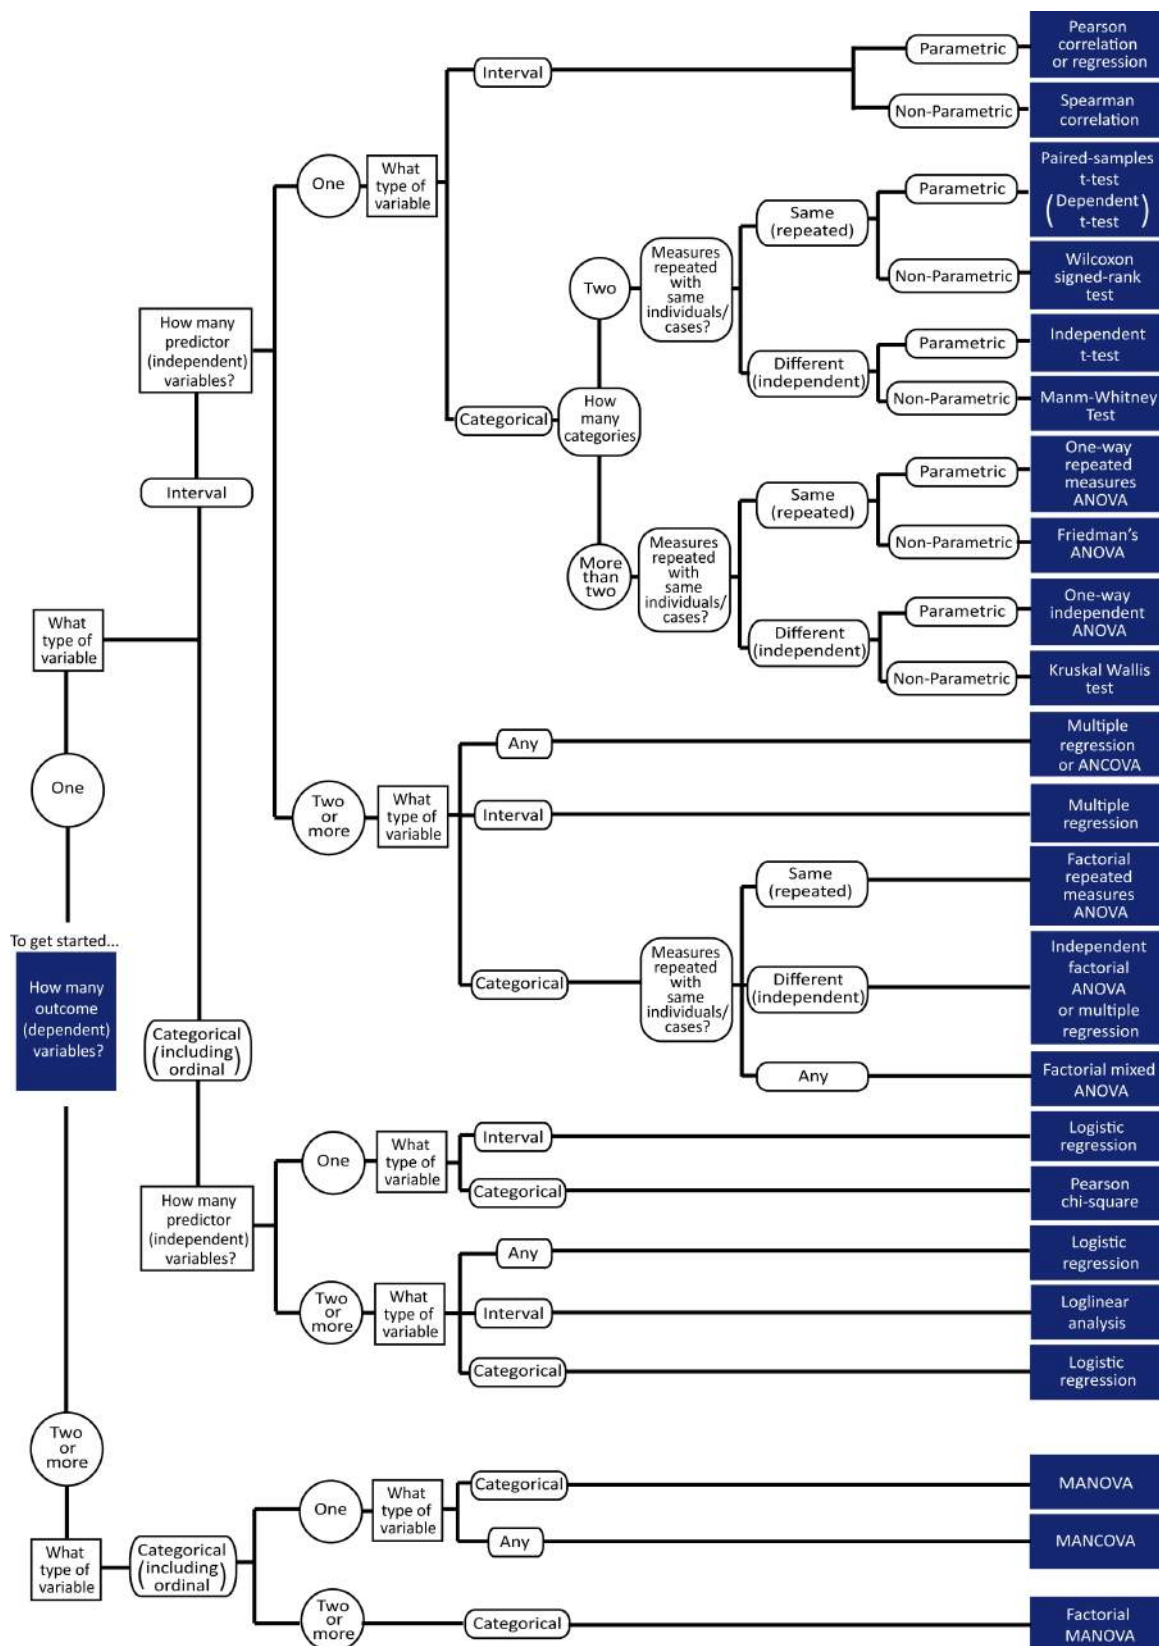 Pearson
correlation
or regression
Parametric
Interval
Non-Parametric
Spearman
correlation
One
What
type of
variable
Paired-samples
t-test
(Dependent)
t-test
Parametric
Same
(repeated)
Measures
repeated
with
same
individuals/
cases?
Two
Non-Parametric
Wilcoxon
signed-rank
test
How many
predictor
(independent)
variables?
Parametric
Independent
t-test
Different
(independent)
Non-Parametric
Manm-Whitney
Test
Categorical
How
many
categories
One-way
repeated
measures
ANOVA
Parametric
Same
(repeated)
Interval
Non-Parametric
Friedman's
ANOVA
More
than
two
Measures
repeated
with
same
individuals/
cases?
One-way
independent
ANOVA
Parametric
Different
(independent)
Non-Parametric
Kruskal Wallis
test
What
type of
variable
One
Any
Multiple
regression
or ANCOVA
Two
or
more
What
type of
variable
Interval
Multiple
regression
Same
(repeated)
Factorial
repeated
measures
ANOVA
To get started...
How many
outcome
(dependent)
variables?
Categorical
Measures
repeated
with
same
individuals/
cases?
Different
(independent)
Independent
factorial
ANOVA
or multiple
regression
Categorical
(including)
ordinal
Any
Factorial mixed
ANOVA
One
What
type of
variable
Interval
Logistic
regression
Categorical
Pearson
chi-square
How many
predictor
(independent)
variables?
Any
Logistic
regression
Two
or
more
What
type of
variable
Interval
Loglinear
analysis
Categorical
Logistic
regression
Two
or
more
One
What
type of
variable
Categorical
MANOVA
Any
MANCOVA
What
type of
variable
Categorical
(including)
ordinal
Two
or
more
Categorical
Factorial
MANOVA